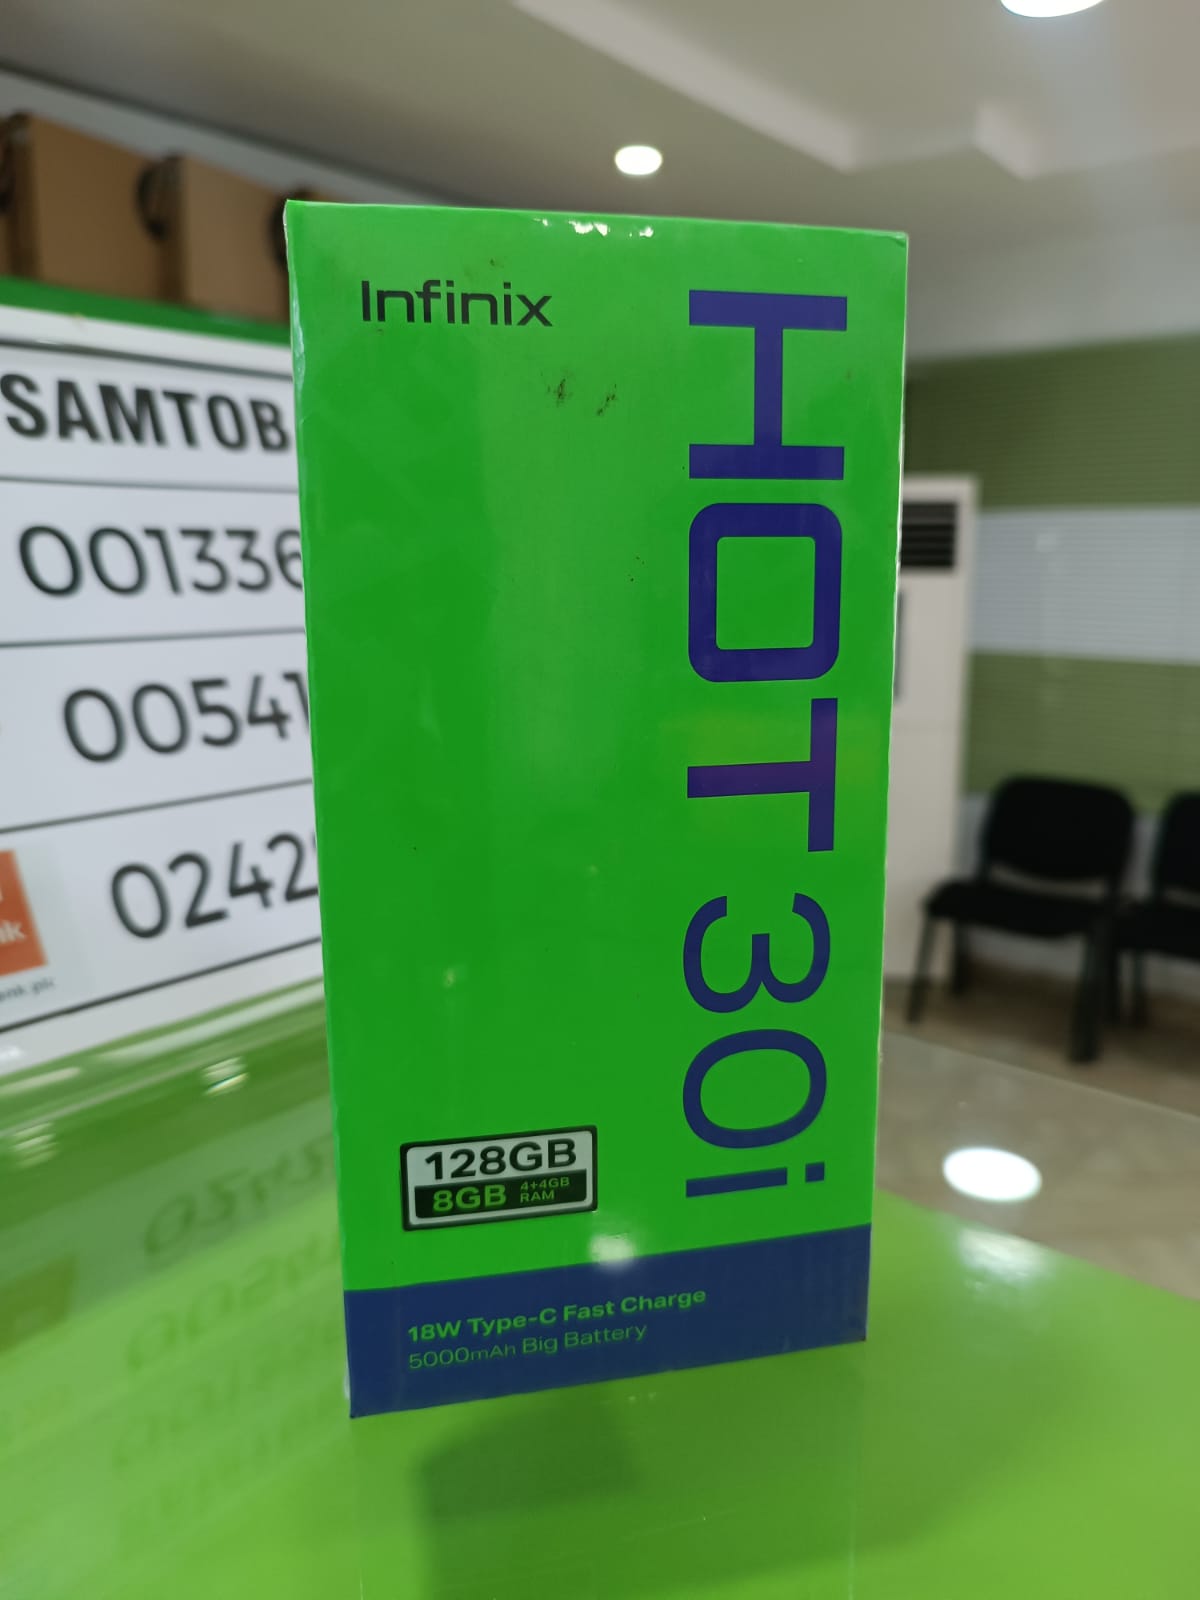 Infinix
HOT 30i
128GB
8GB 4+4GB
RAM
18W Type-C Fast Charge
5000mAh Big Battery
SAMTOB
001336
00541
0242